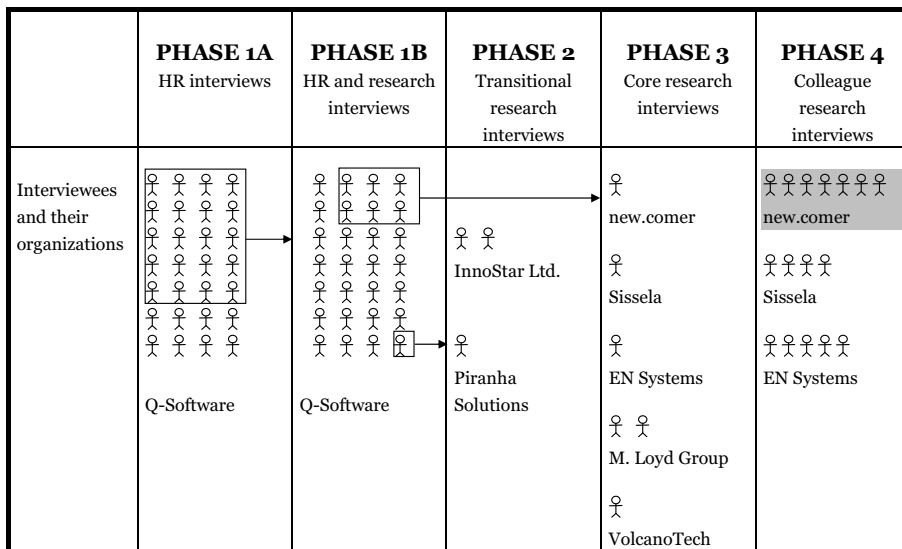 PHASE 1A
HR interviews
PHASE 1B
HR and research
interviews
PHASE 2
Transitional
research
interviews
PHASE 3
Core research
interviews
PHASE 4
Colleague
research
interviews
Interviewees
and their
organizations
Q-Software
Q-Software
InnoStar Ltd.
Piranha
Solutions
new.comer
Sissela
EN Systems
M. Loyd Group
VolcanoTech
new.comer
Sissela
EN Systems